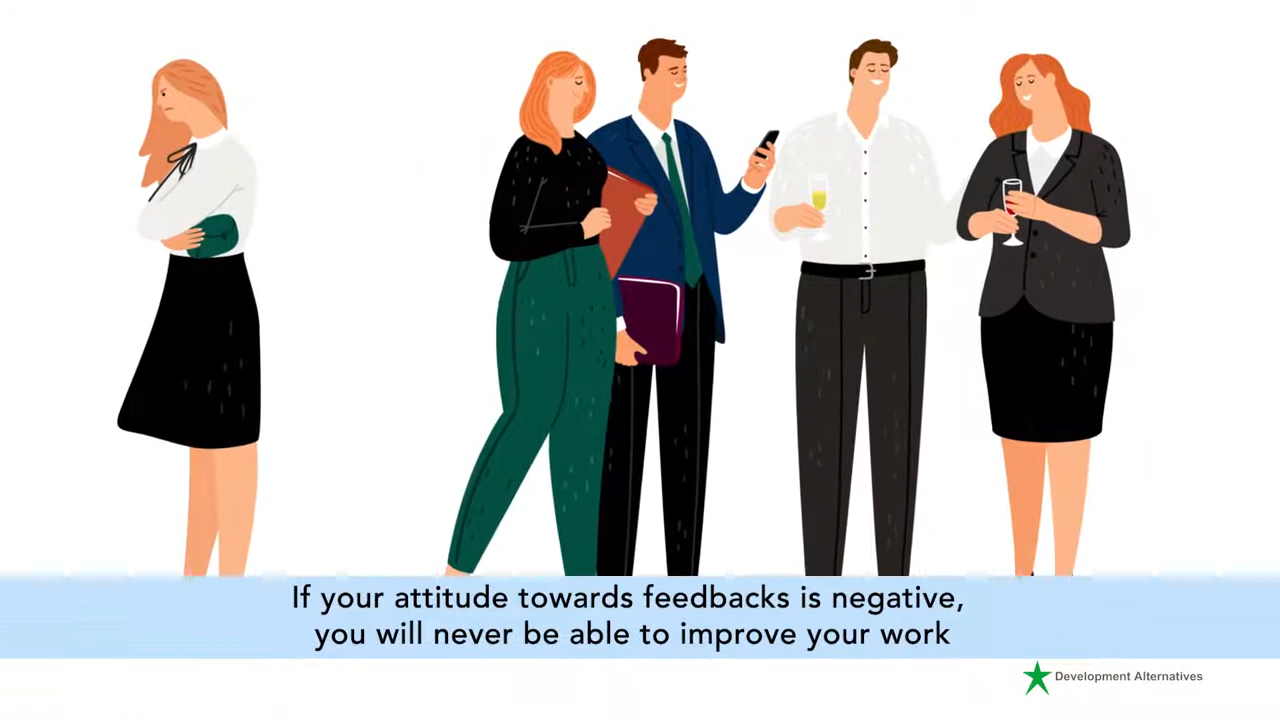 If your attitude towards feedbacks is negative,
you will never be able to improve your work
Development Alternatives